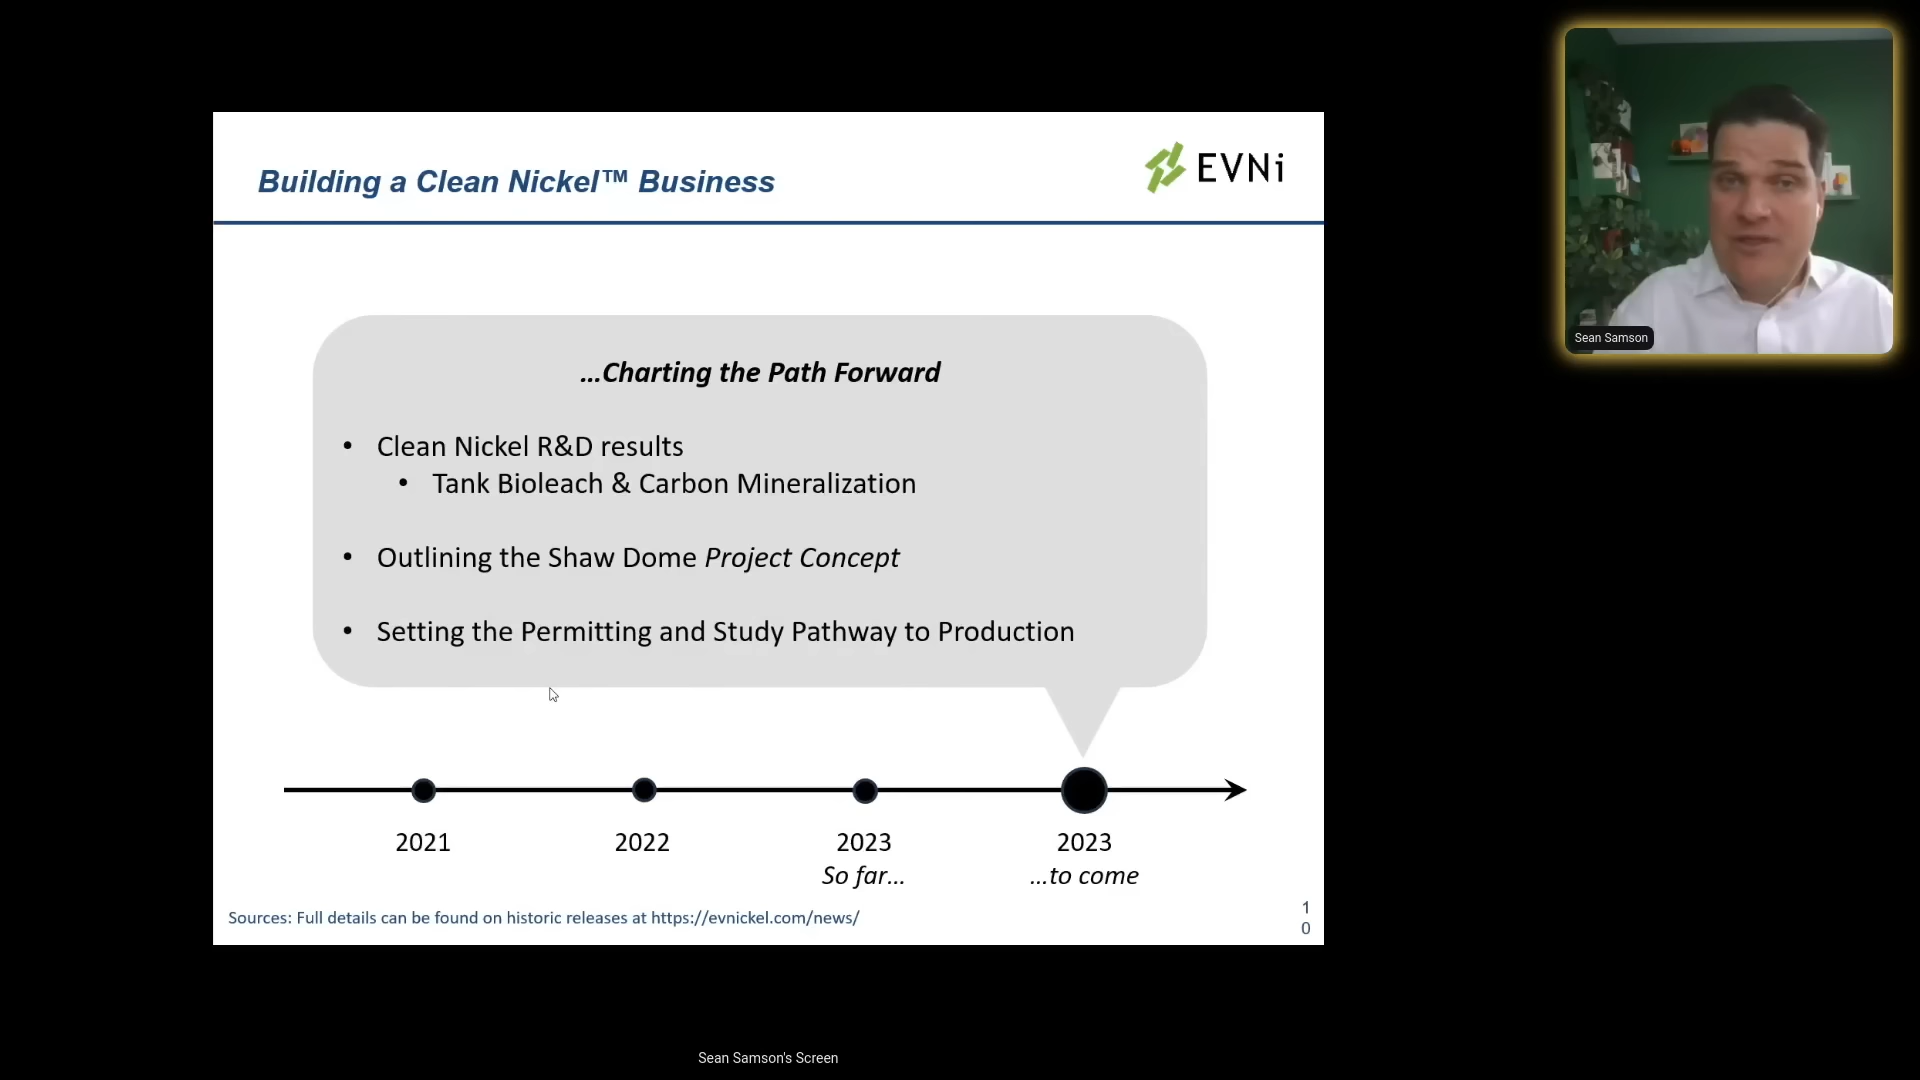 Building a Clean Nickel™ Business
EVNi
Sean Samson
...Charting the Path Forward
• Clean Nickel R&D results
• Tank Bioleach & Carbon Mineralization
• Outlining the Shaw Dome Project Concept
• Setting the Permitting and Study Pathway to Production
2021
2022
2023
So far...
2023
...to come
Sources: Full details can be found on historic releases at https://evnickel.com/news/
1
0
Sean Samson's Screen